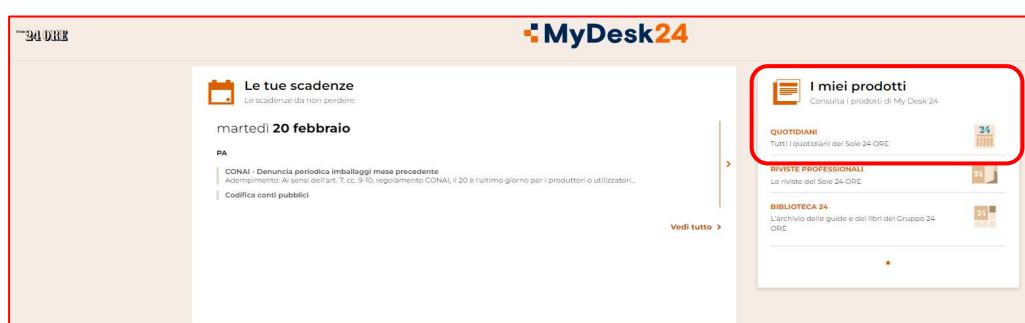 24 ORE
MyDesk24
Le tue scadenze
Le scadenze da non perdere
martedì 20 febbraio
PA
CONAI - Denuncia periodica imballaggi mese precedente
Adempimento: Ai sensi dell'art. 7, cc. 9-10, regolamento CONAI, il 20 è l'ultimo giorno per i produttori o utilizzatori...
Codifica conti pubblici
Vedi tutto >
I miei prodotti
Consulta i prodotti di My Desk 24
QUOTIDIANI
Tutti i quotidiani del Sole 24 ORE
24
RIVISTE PROFESSIONALI
Le riviste del Sole 24 ORE
24
BIBLIOTECA 24
L'archivio delle guide e dei libri del Gruppo 24
ORE
24